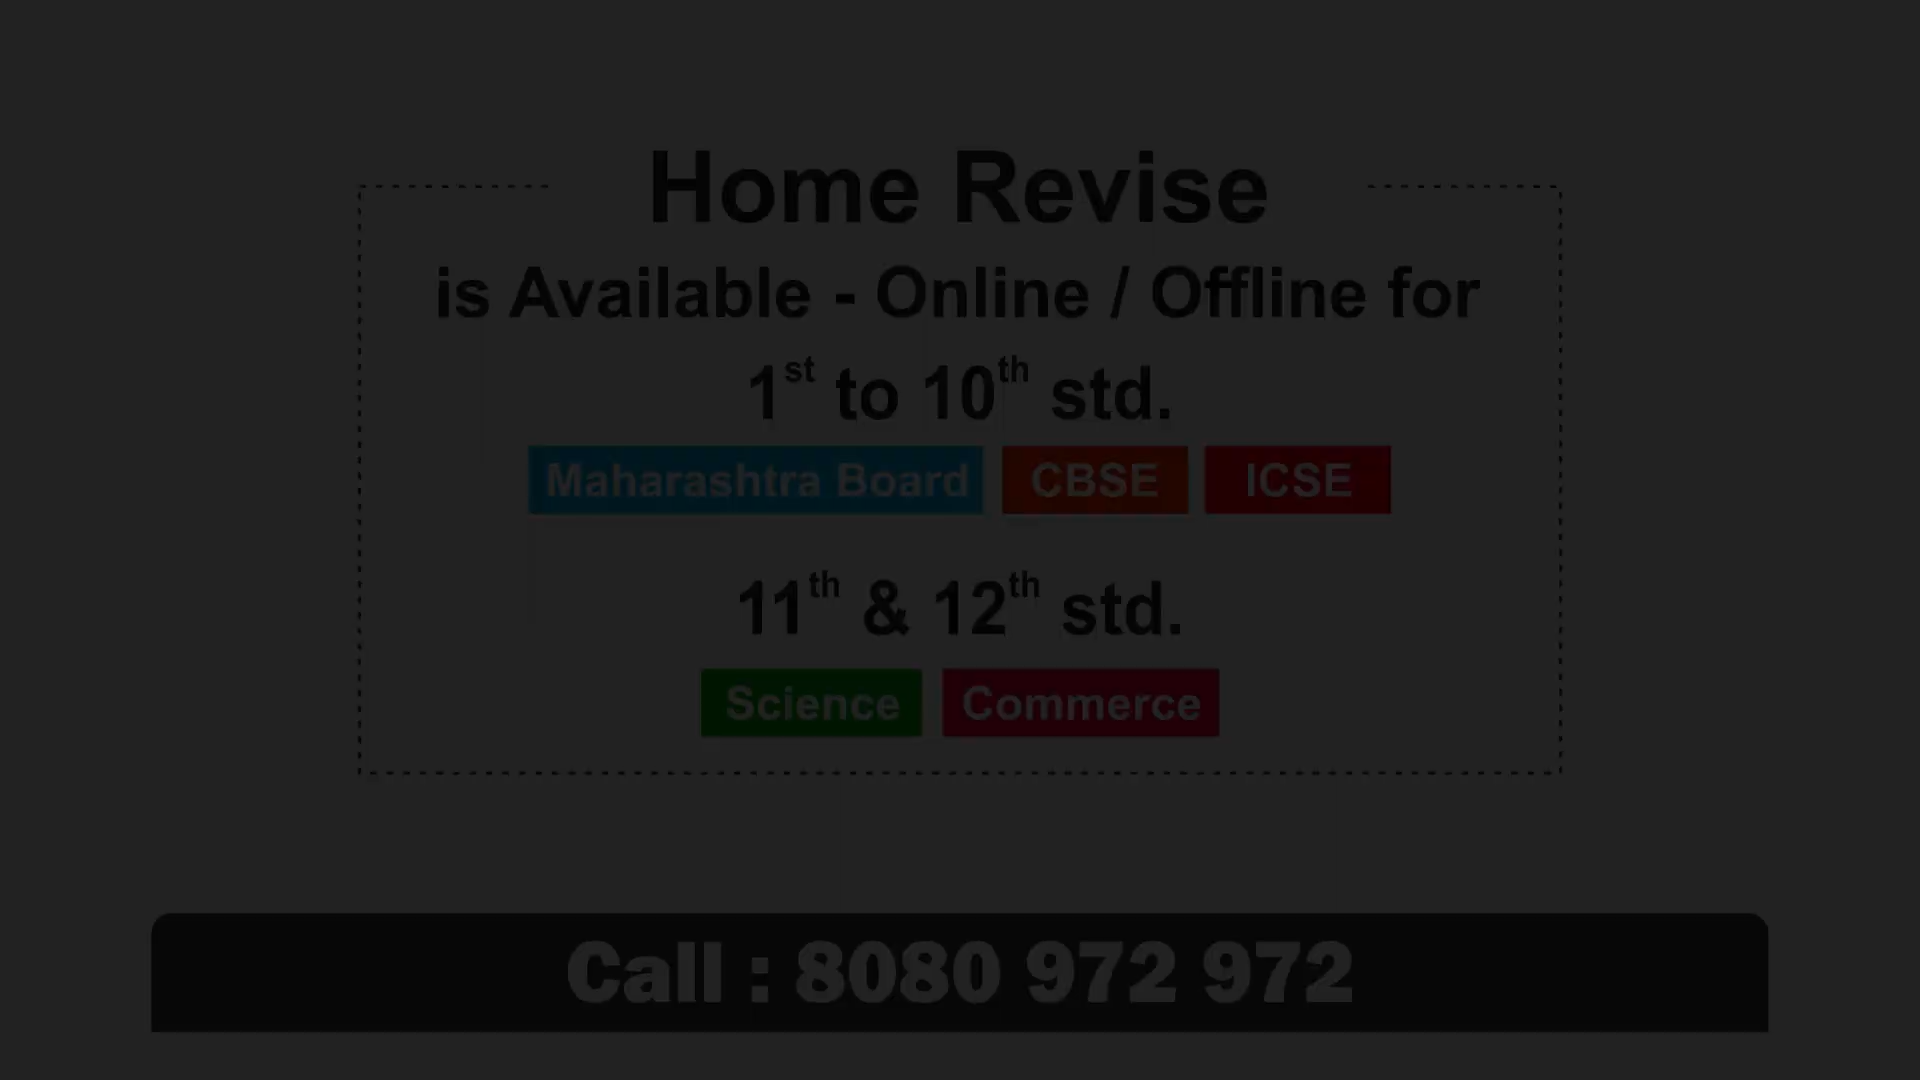 Home Revise
is Available - Online / Offline for
1st to 10th std.
Maharashtra Board CBSE ICSE
11th & 12th std.
Science Commerce
Call : 8080 972 972